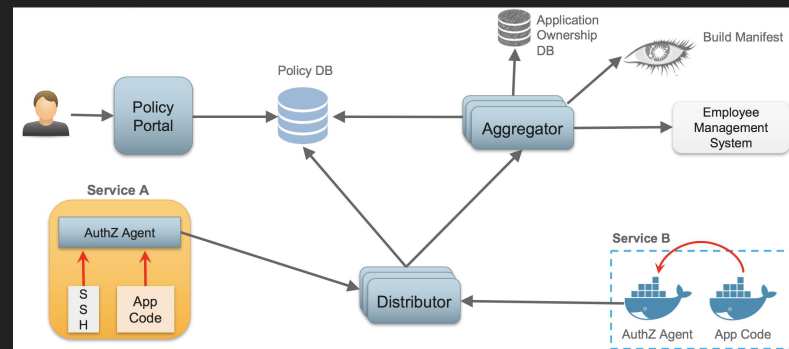 Application
Ownership
DB
Build Manifest
Policy DB
Policy
Portal
Aggregator
Employee
Management
System
Service A
AuthZ Agent
S
S
H
App
Code
Distributor
Service B
AuthZ Agent
App Code